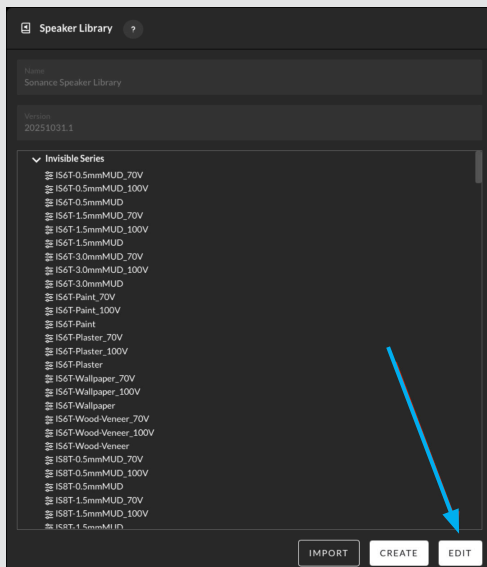 Speaker Library ?
Name
Sonance Speaker Library
Version
20251031.1
Invisible Series
IS6T-0.5mmMUD_70V
IS6T-0.5mmMUD_100V
IS6T-0.5mmMUD
IS6T-1.5mmMUD_70V
IS6T-1.5mmMUD_100V
IS6T-1.5mmMUD
IS6T-3.0mmMUD_70V
IS6T-3.0mmMUD_100V
IS6T-3.0mmMUD
IS6T-Paint_70V
IS6T-Paint_100V
IS6T-Paint
IS6T-Plaster_70V
IS6T-Plaster_100V
IS6T-Plaster
IS6T-Wallpaper_70V
IS6T-Wallpaper_100V
IS6T-Wallpaper
IS6T-Wood-Veneer_70V
IS6T-Wood-Veneer_100V
IS6T-Wood-Veneer
IS8T-0.5mmMUD_70V
IS8T-0.5mmMUD_100V
IS8T-0.5mmMUD
IS8T-1.5mmMUD_70V
IS8T-1.5mmMUD_100V
IS8T-1.5mmMUD
IMPORT CREATE EDIT